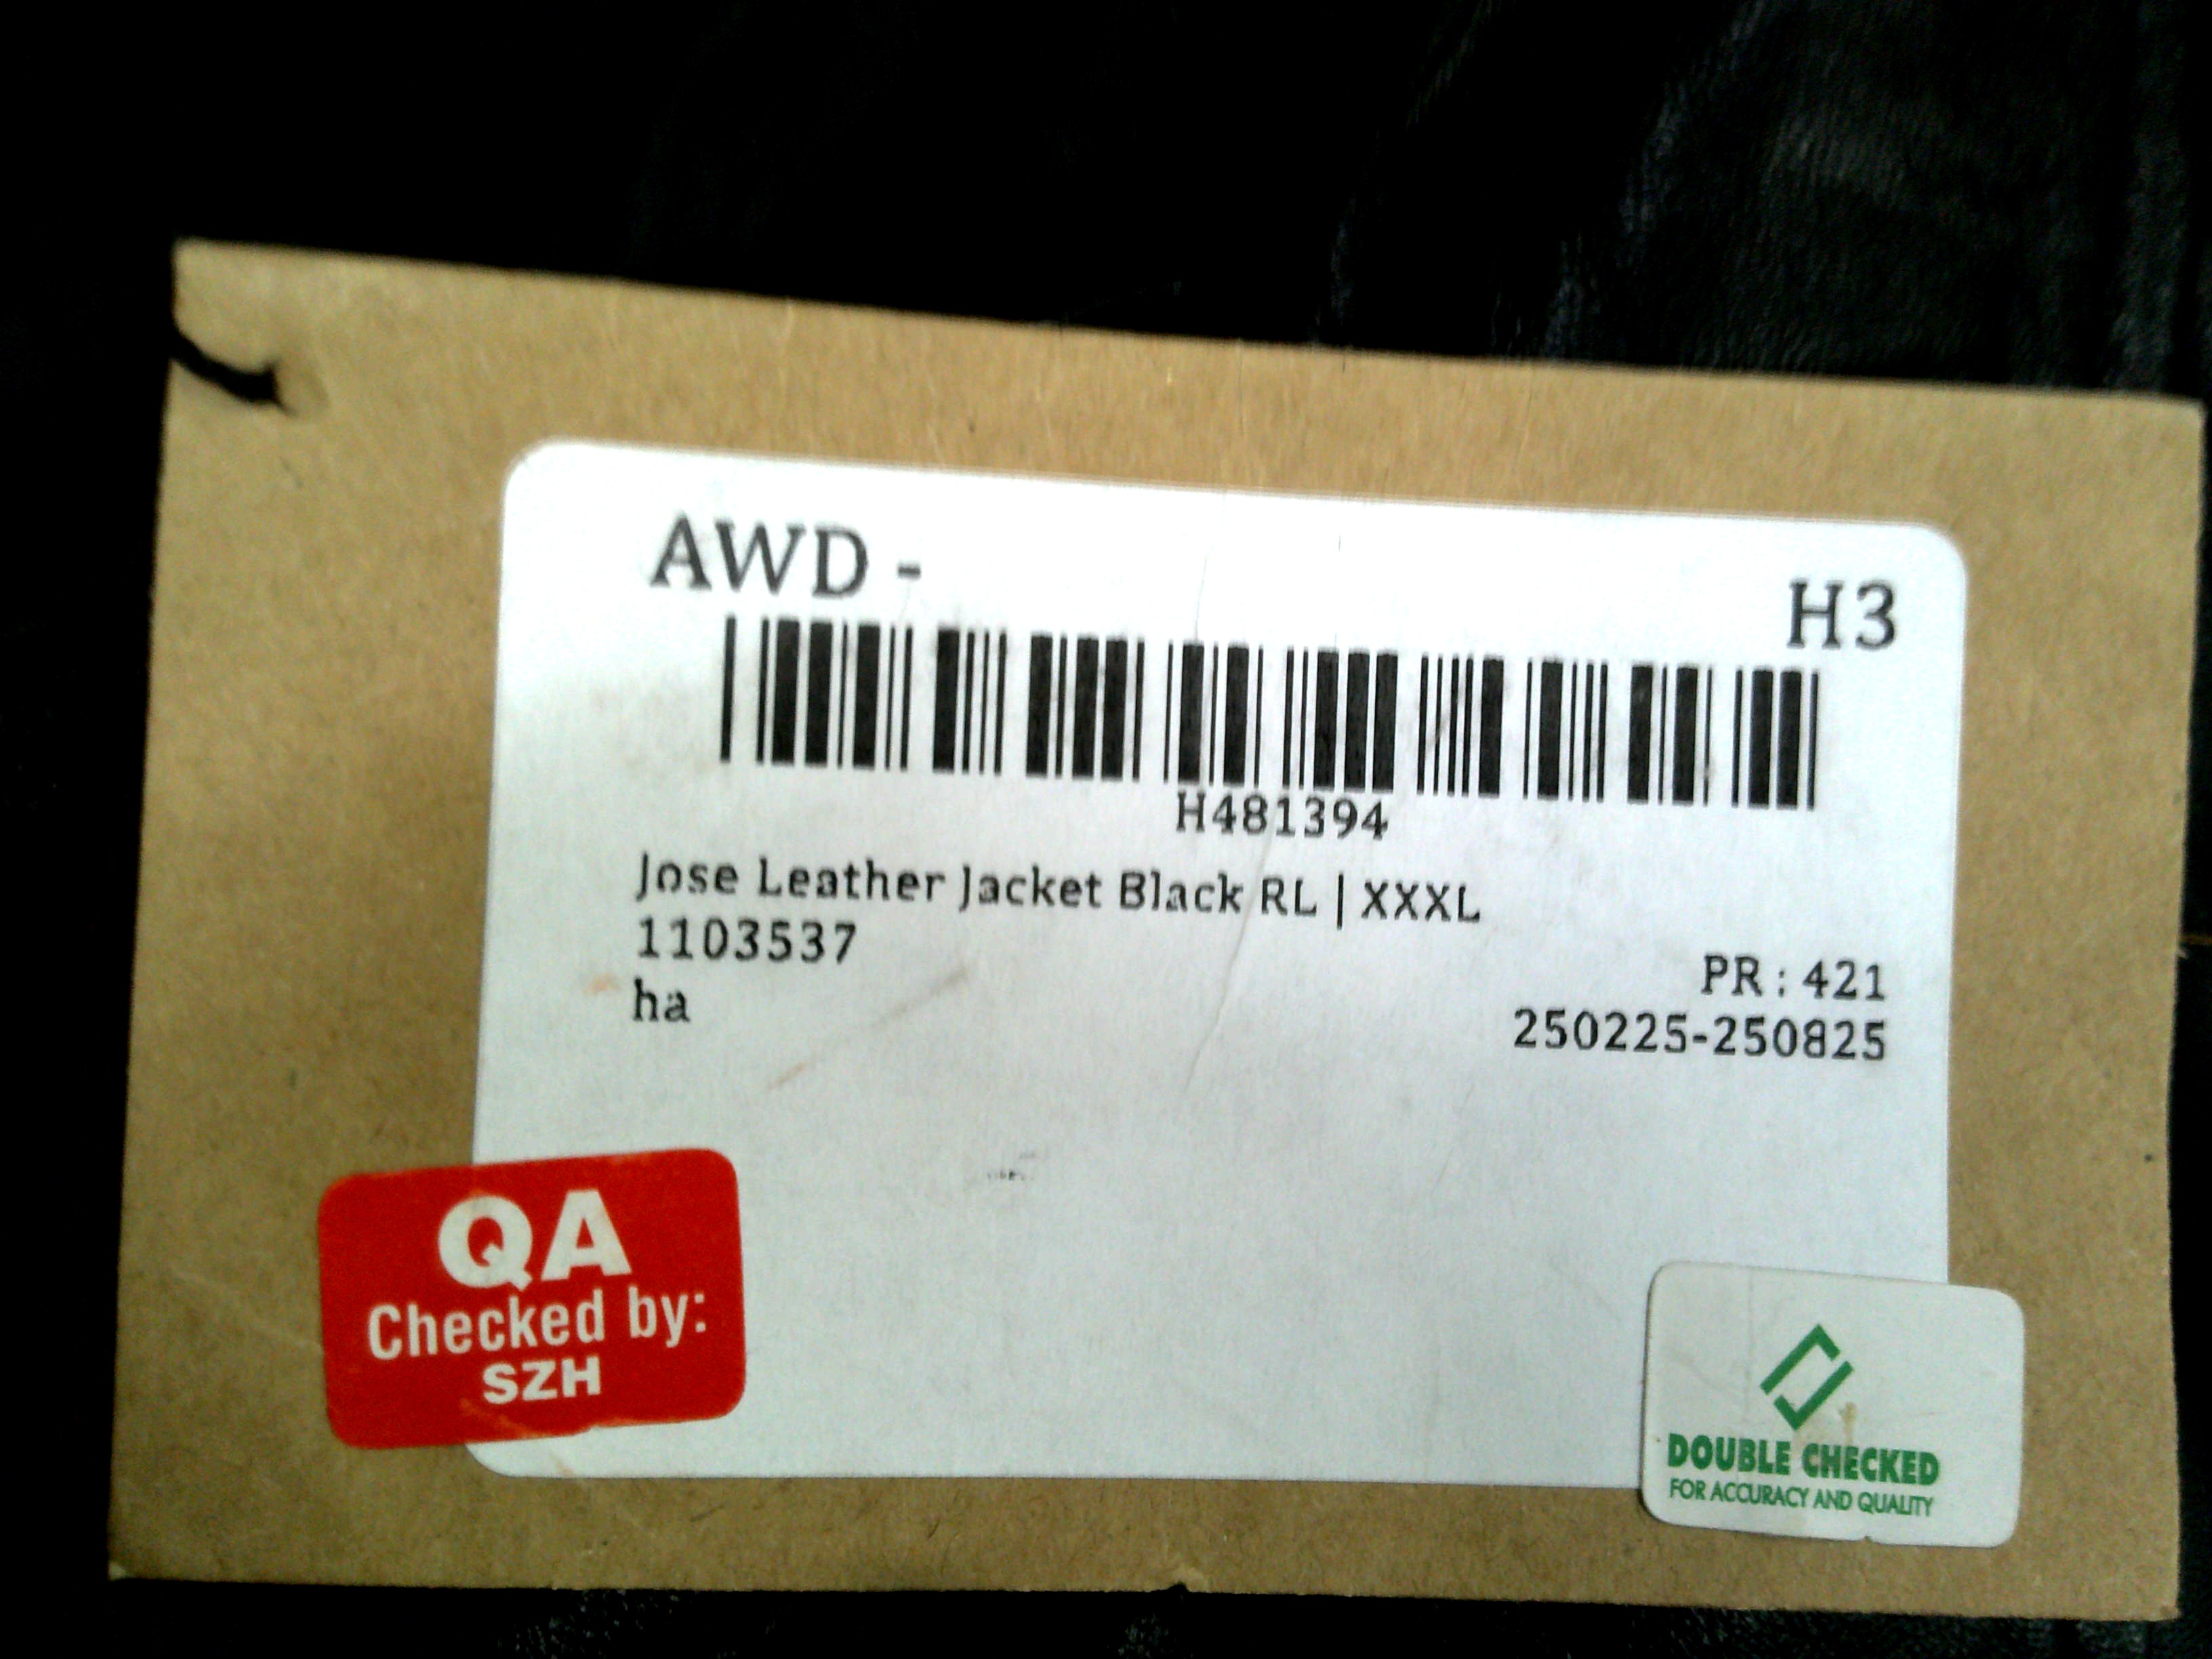 AWD - H3
H481394
Jose Leather Jacket Black RL | XXXL
1103537
PR : 421
ha
250225-250825
QA
Checked by:
SZH
DOUBLE CHECKED
FOR ACCURACY AND QUALITY